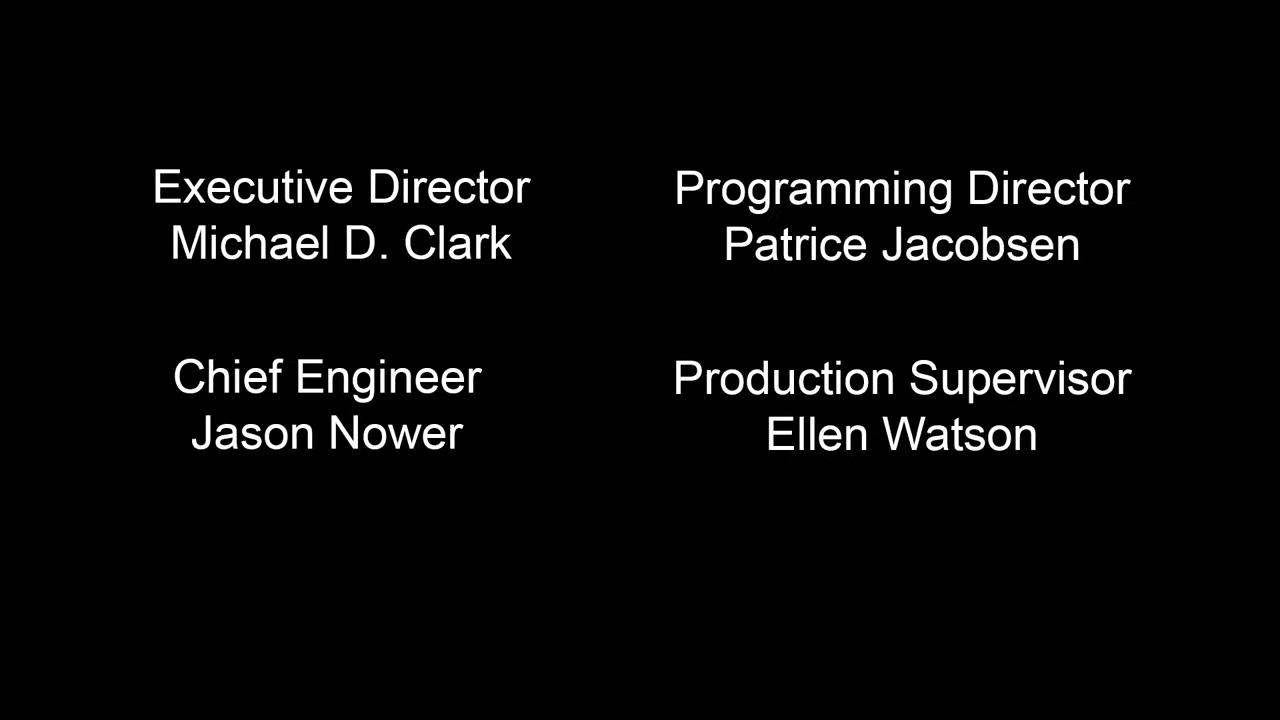 Executive Director
Michael D. Clark
Programming Director
Patrice Jacobsen
Chief Engineer
Jason Nower
Production Supervisor
Ellen Watson